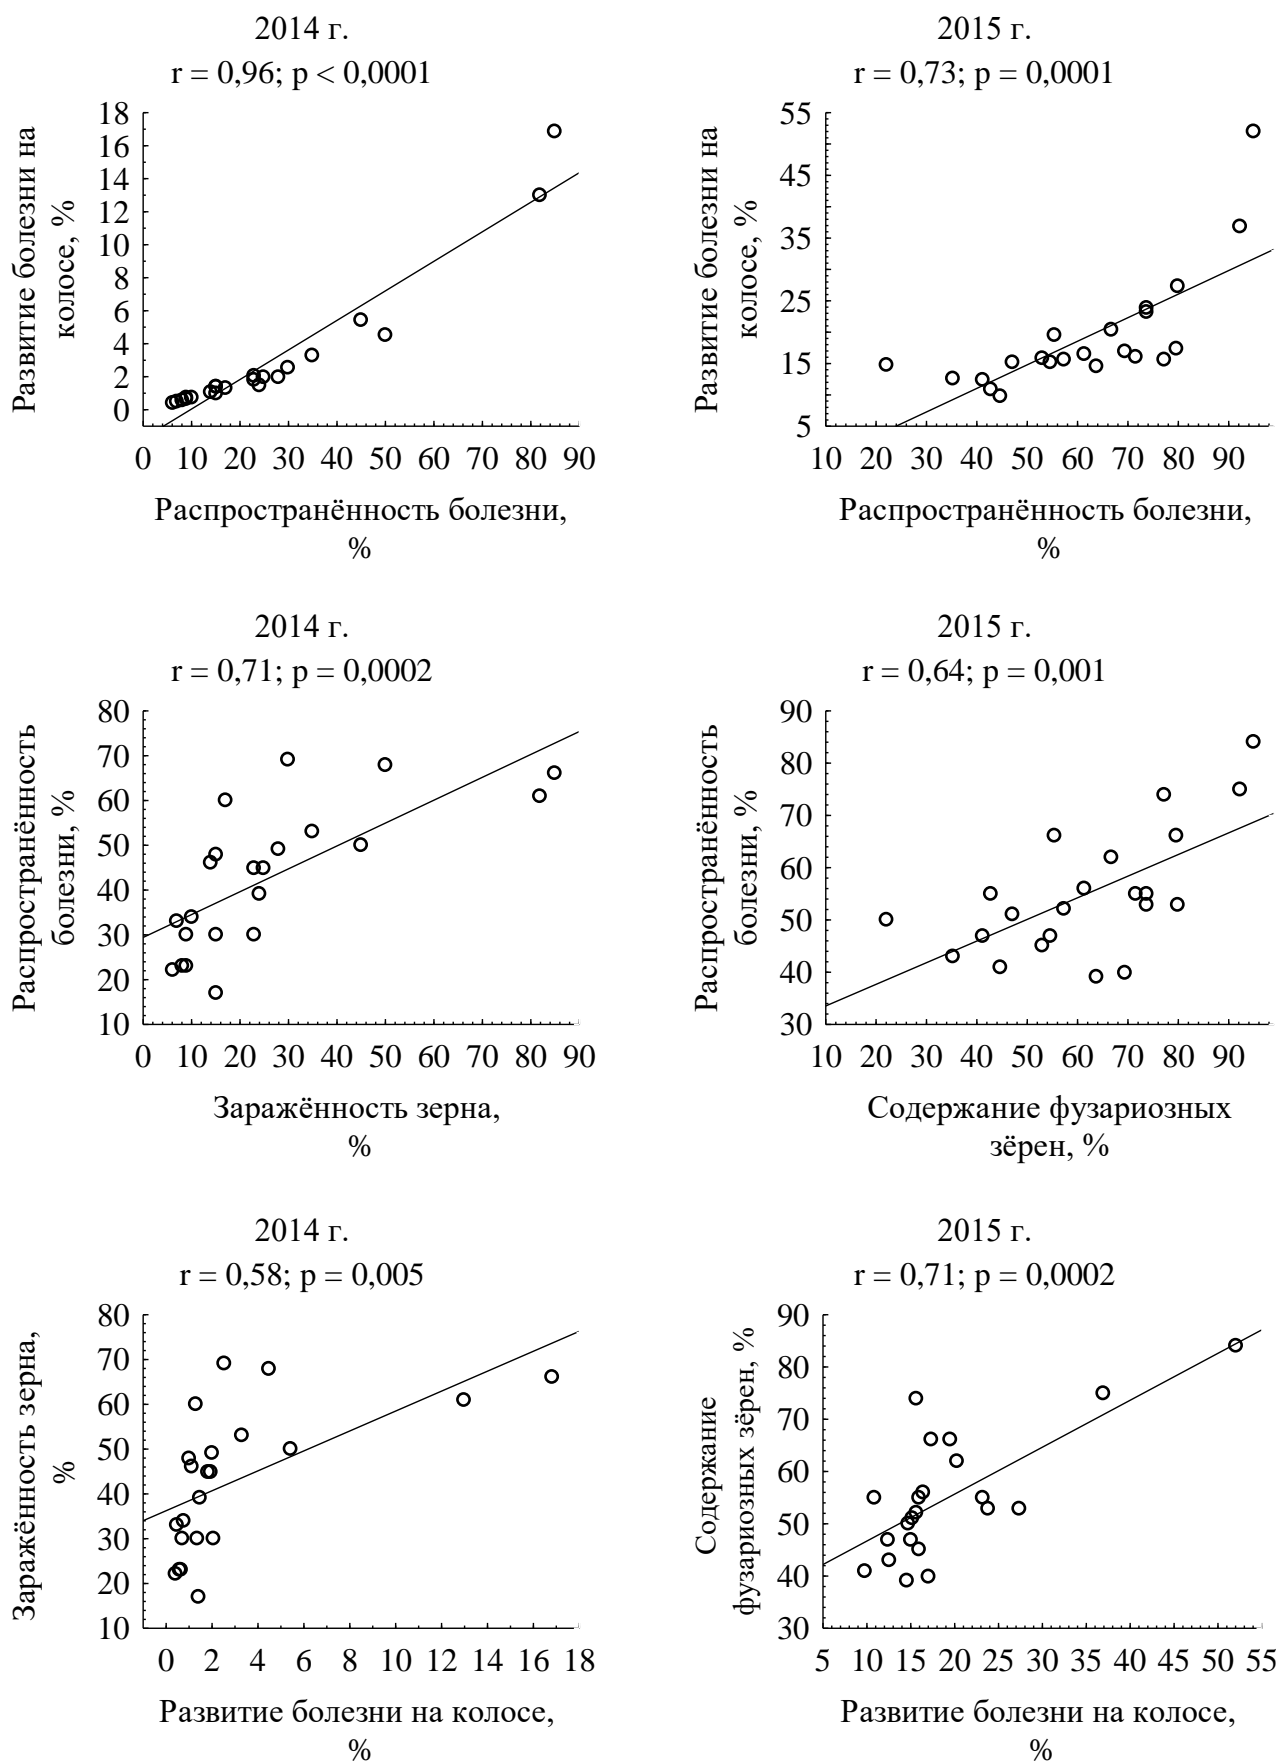 2014 г.
r = 0,96; p < 0,0001
Развитие болезни на
колосе, %
18
16
14
12
10
8
6
4
2
0
0 10 20 30 40 50 60 70 80 90
Распространённость болезни,
%
2015 г.
r = 0,73; p = 0,0001
Развитие болезни на
колосе, %
55
45
35
25
15
5
10 20 30 40 50 60 70 80 90
Распространённость болезни,
%
2014 г.
r = 0,71; p = 0,0002
Распространённость
болезни, %
80
70
60
50
40
30
20
10
0 10 20 30 40 50 60 70 80 90
Заражённость зерна,
%
2015 г.
r = 0,64; p = 0,001
Распространённость
болезни, %
90
80
70
60
50
40
30
10 20 30 40 50 60 70 80 90
Содержание фузариозных
зёрен, %
2014 г.
r = 0,58; p = 0,005
Заражённость зерна,
%
80
70
60
50
40
30
20
10
0 2 4 6 8 10 12 14 16 18
Развитие болезни на колосе,
%
2015 г.
r = 0,71; p = 0,0002
Содержание
фузариозных зёрен, %
90
80
70
60
50
40
30
5 10 15 20 25 30 35 40 45 50 55
Развитие болезни на колосе,
%